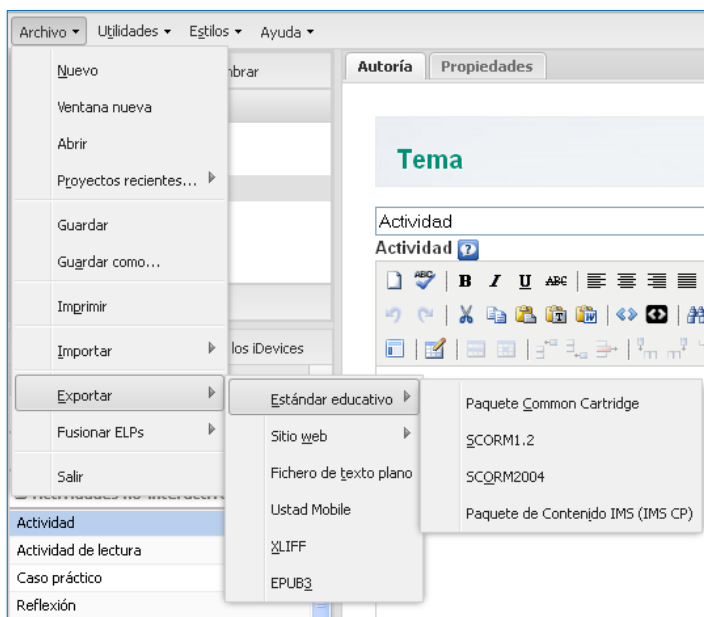 Archivo Utilidades Estilos Ayuda
Nuevo
Ventana nueva
Abrir
Proyectos recientes...
Guardar
Guardar como...
Imprimir
Importar
Exportar
Fusionar ELPs
Salir
los iDevices
Actividad
Actividad de lectura
Caso práctico
Reflexión
Estándar educativo
Sitio web
Fichero de texto plano
Ustad Mobile
XLIFF
EPUB3
Paquete Common Cartridge
SCORM1.2
SCORM2004
Paquete de Contenido IMS (IMS CP)
Autoría Propiedades
Tema
Actividad
Actividad ?
ABC B I U ABC